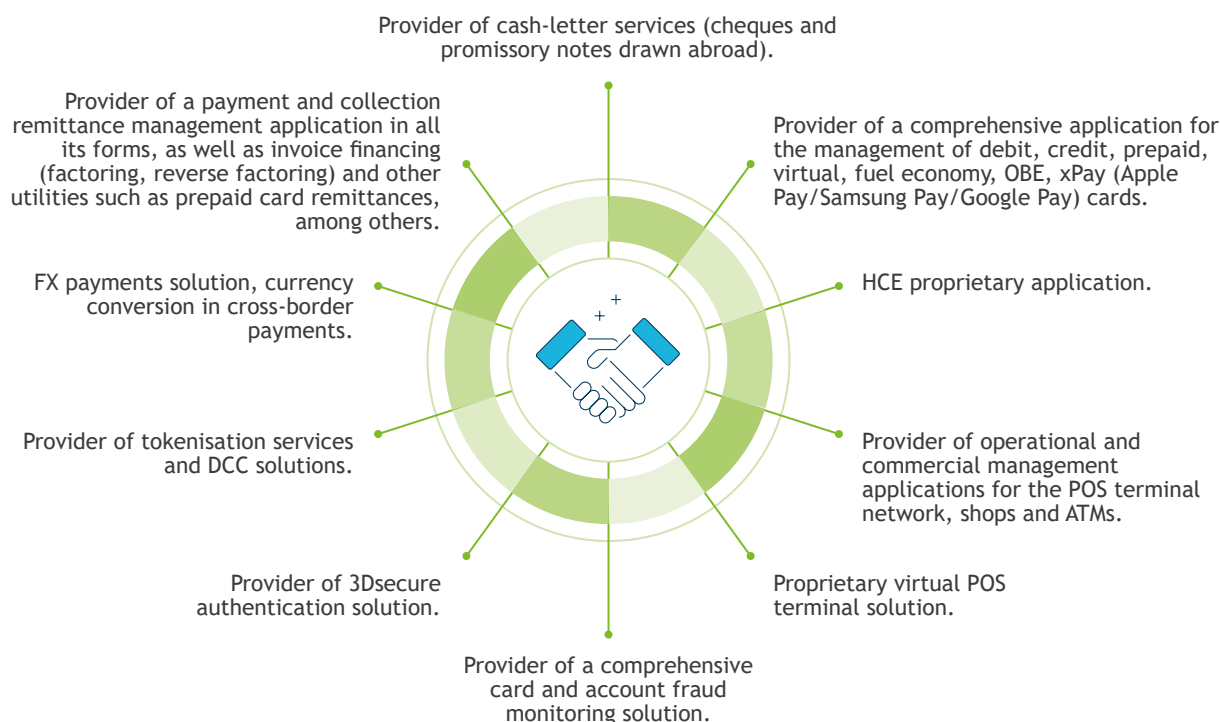 Provider of cash-letter services (cheques and
promissory notes drawn abroad).
Provider of a payment and collection
remittance management application in all
its forms, as well as invoice financing
(factoring, reverse factoring) and other
utilities such as prepaid card remittances,
among others.
Provider of a comprehensive application for
the management of debit, credit, prepaid,
virtual, fuel economy, OBE, xPay (Apple
Pay/Samsung Pay/Google Pay) cards.
FX payments solution, currency
conversion in cross-border
payments.
HCE proprietary application.
Provider of tokenisation services
and DCC solutions.
Provider of operational and
commercial management
applications for the POS terminal
network, shops and ATMs.
Provider of 3Dsecure
authentication solution.
Proprietary virtual POS
terminal solution.
Provider of a comprehensive
card and account fraud
monitoring solution.